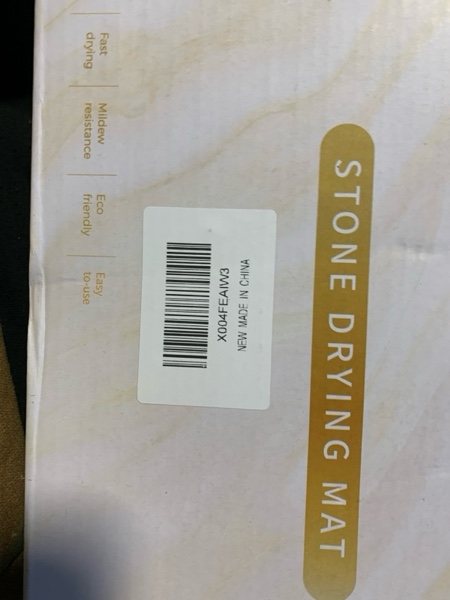 STONE DRYING MAT
Fast
drying
Mildew
resistance
Eco
friendly
Easy
to-use
X004FEAIW3
NEW MADE IN CHINA